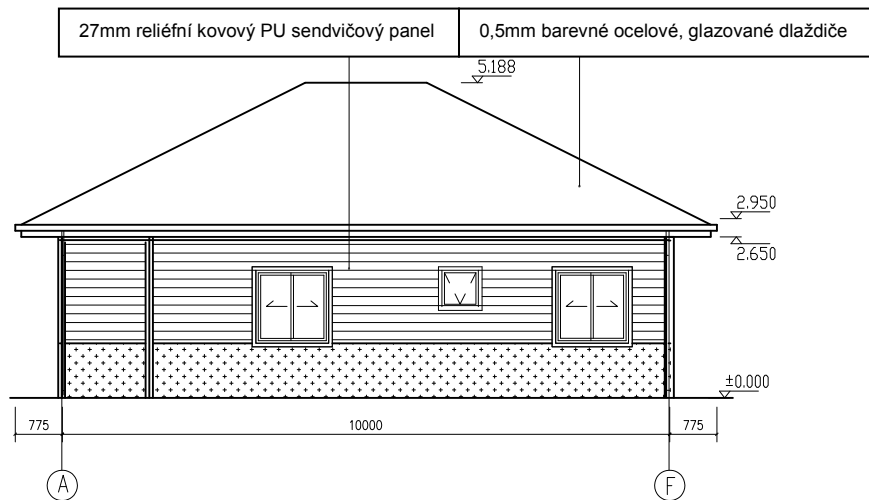 27mm reliéfní kovový PU sendvičový panel
0,5mm barevné ocelové, glazované dlaždiče
5.188
2.950
2.650
±0.000
775 10000 775
A F